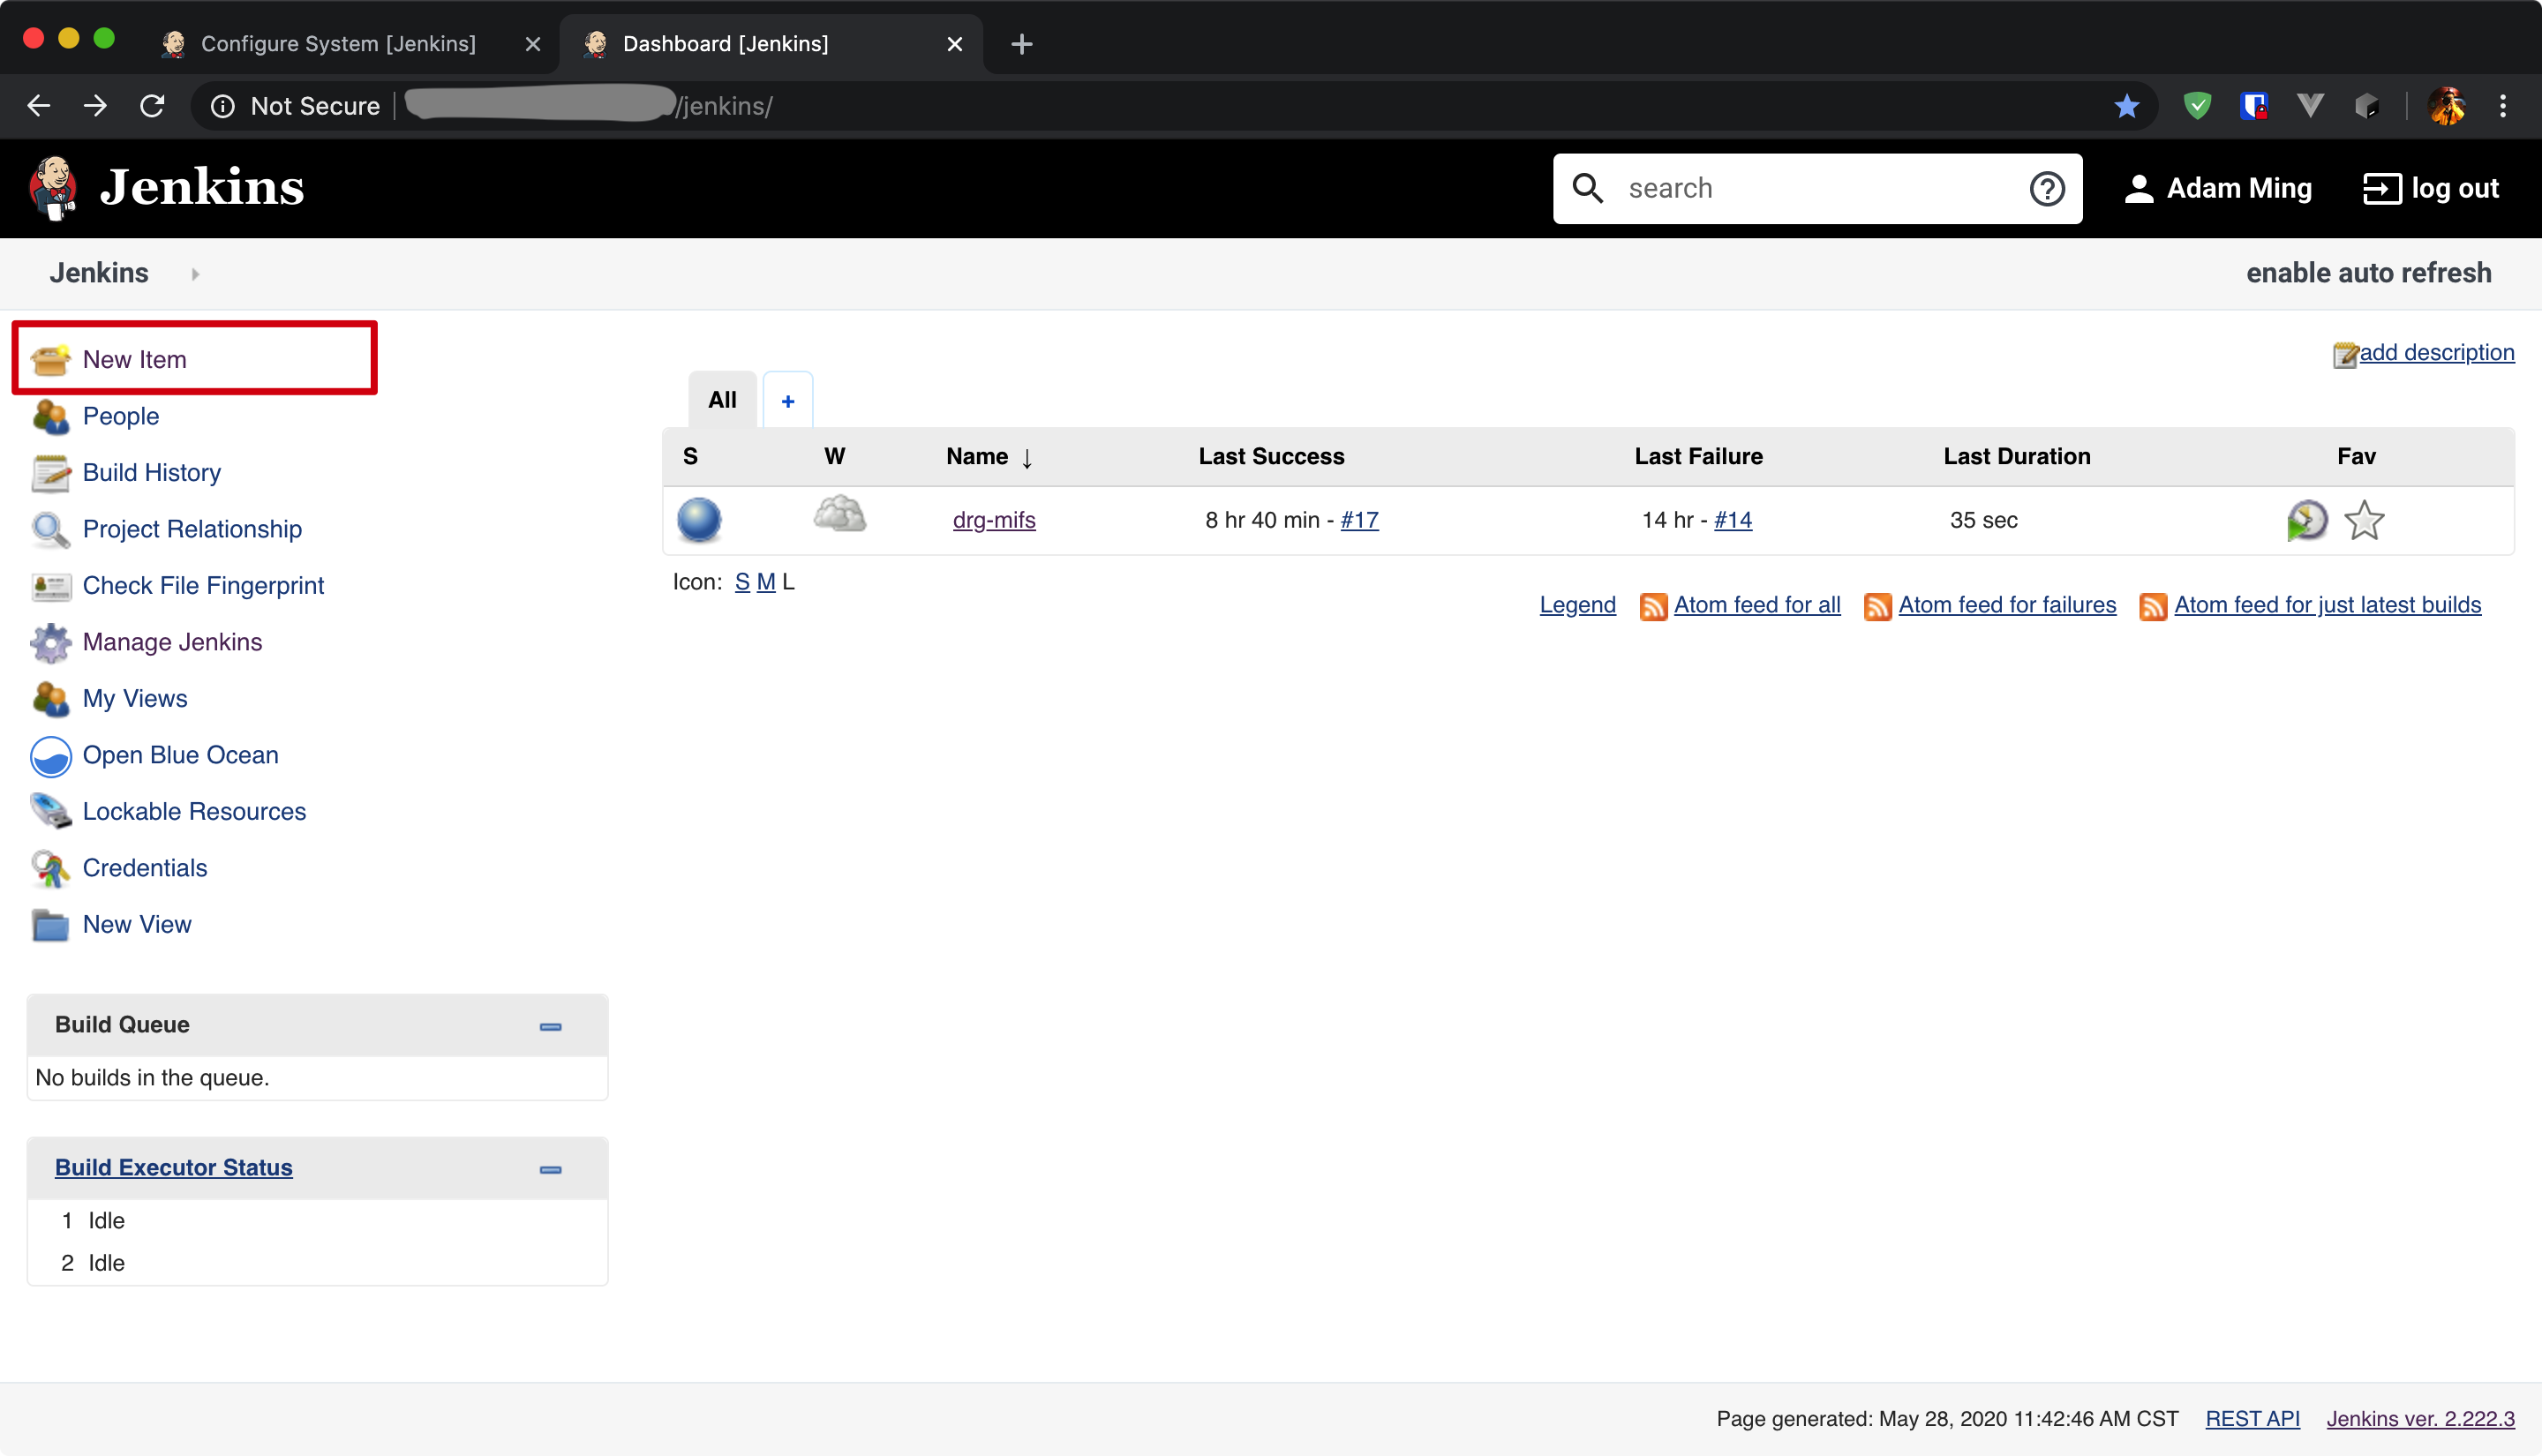 Configure System [Jenkins]
Dashboard [Jenkins]
Not Secure
/jenkins/
Jenkins
search
Adam Ming
log out
Jenkins
enable auto refresh
New Item
People
Build History
Project Relationship
Check File Fingerprint
Manage Jenkins
My Views
Open Blue Ocean
Lockable Resources
Credentials
New View
Build Queue
No builds in the queue.
Build Executor Status
1 Idle
2 Idle
add description
All +
S W Name ↓ Last Success Last Failure Last Duration Fav
drg-mifs 8 hr 40 min - #17 14 hr - #14 35 sec
Icon: S M L
Legend Atom feed for all Atom feed for failures Atom feed for just latest builds
Page generated: May 28, 2020 11:42:46 AM CST REST API Jenkins ver. 2.222.3